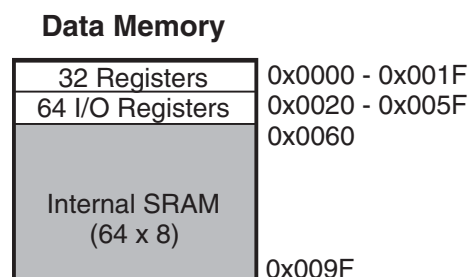 Data Memory
32 Registers 0x0000 - 0x001F
64 I/O Registers 0x0020 - 0x005F
0x0060
Internal SRAM
(64 x 8)
0x009F